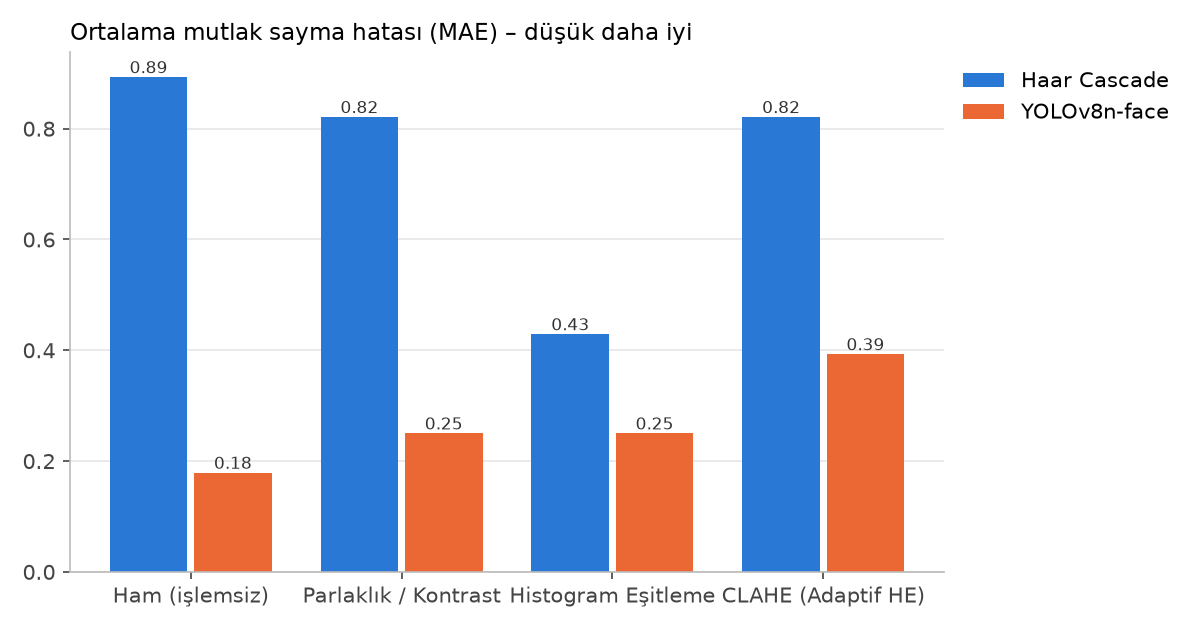 Ortalama mutlak sayma hatası (MAE) – düşük daha iyi
Haar Cascade
YOLOv8n-face
0.8
0.6
0.4
0.2
0.0
0.89
0.18
0.82
0.25
0.43
0.25
0.82
0.39
Ham (işlemsiz)
Parlaklık / Kontrast
Histogram Eşitleme
CLAHE (Adaptif HE)